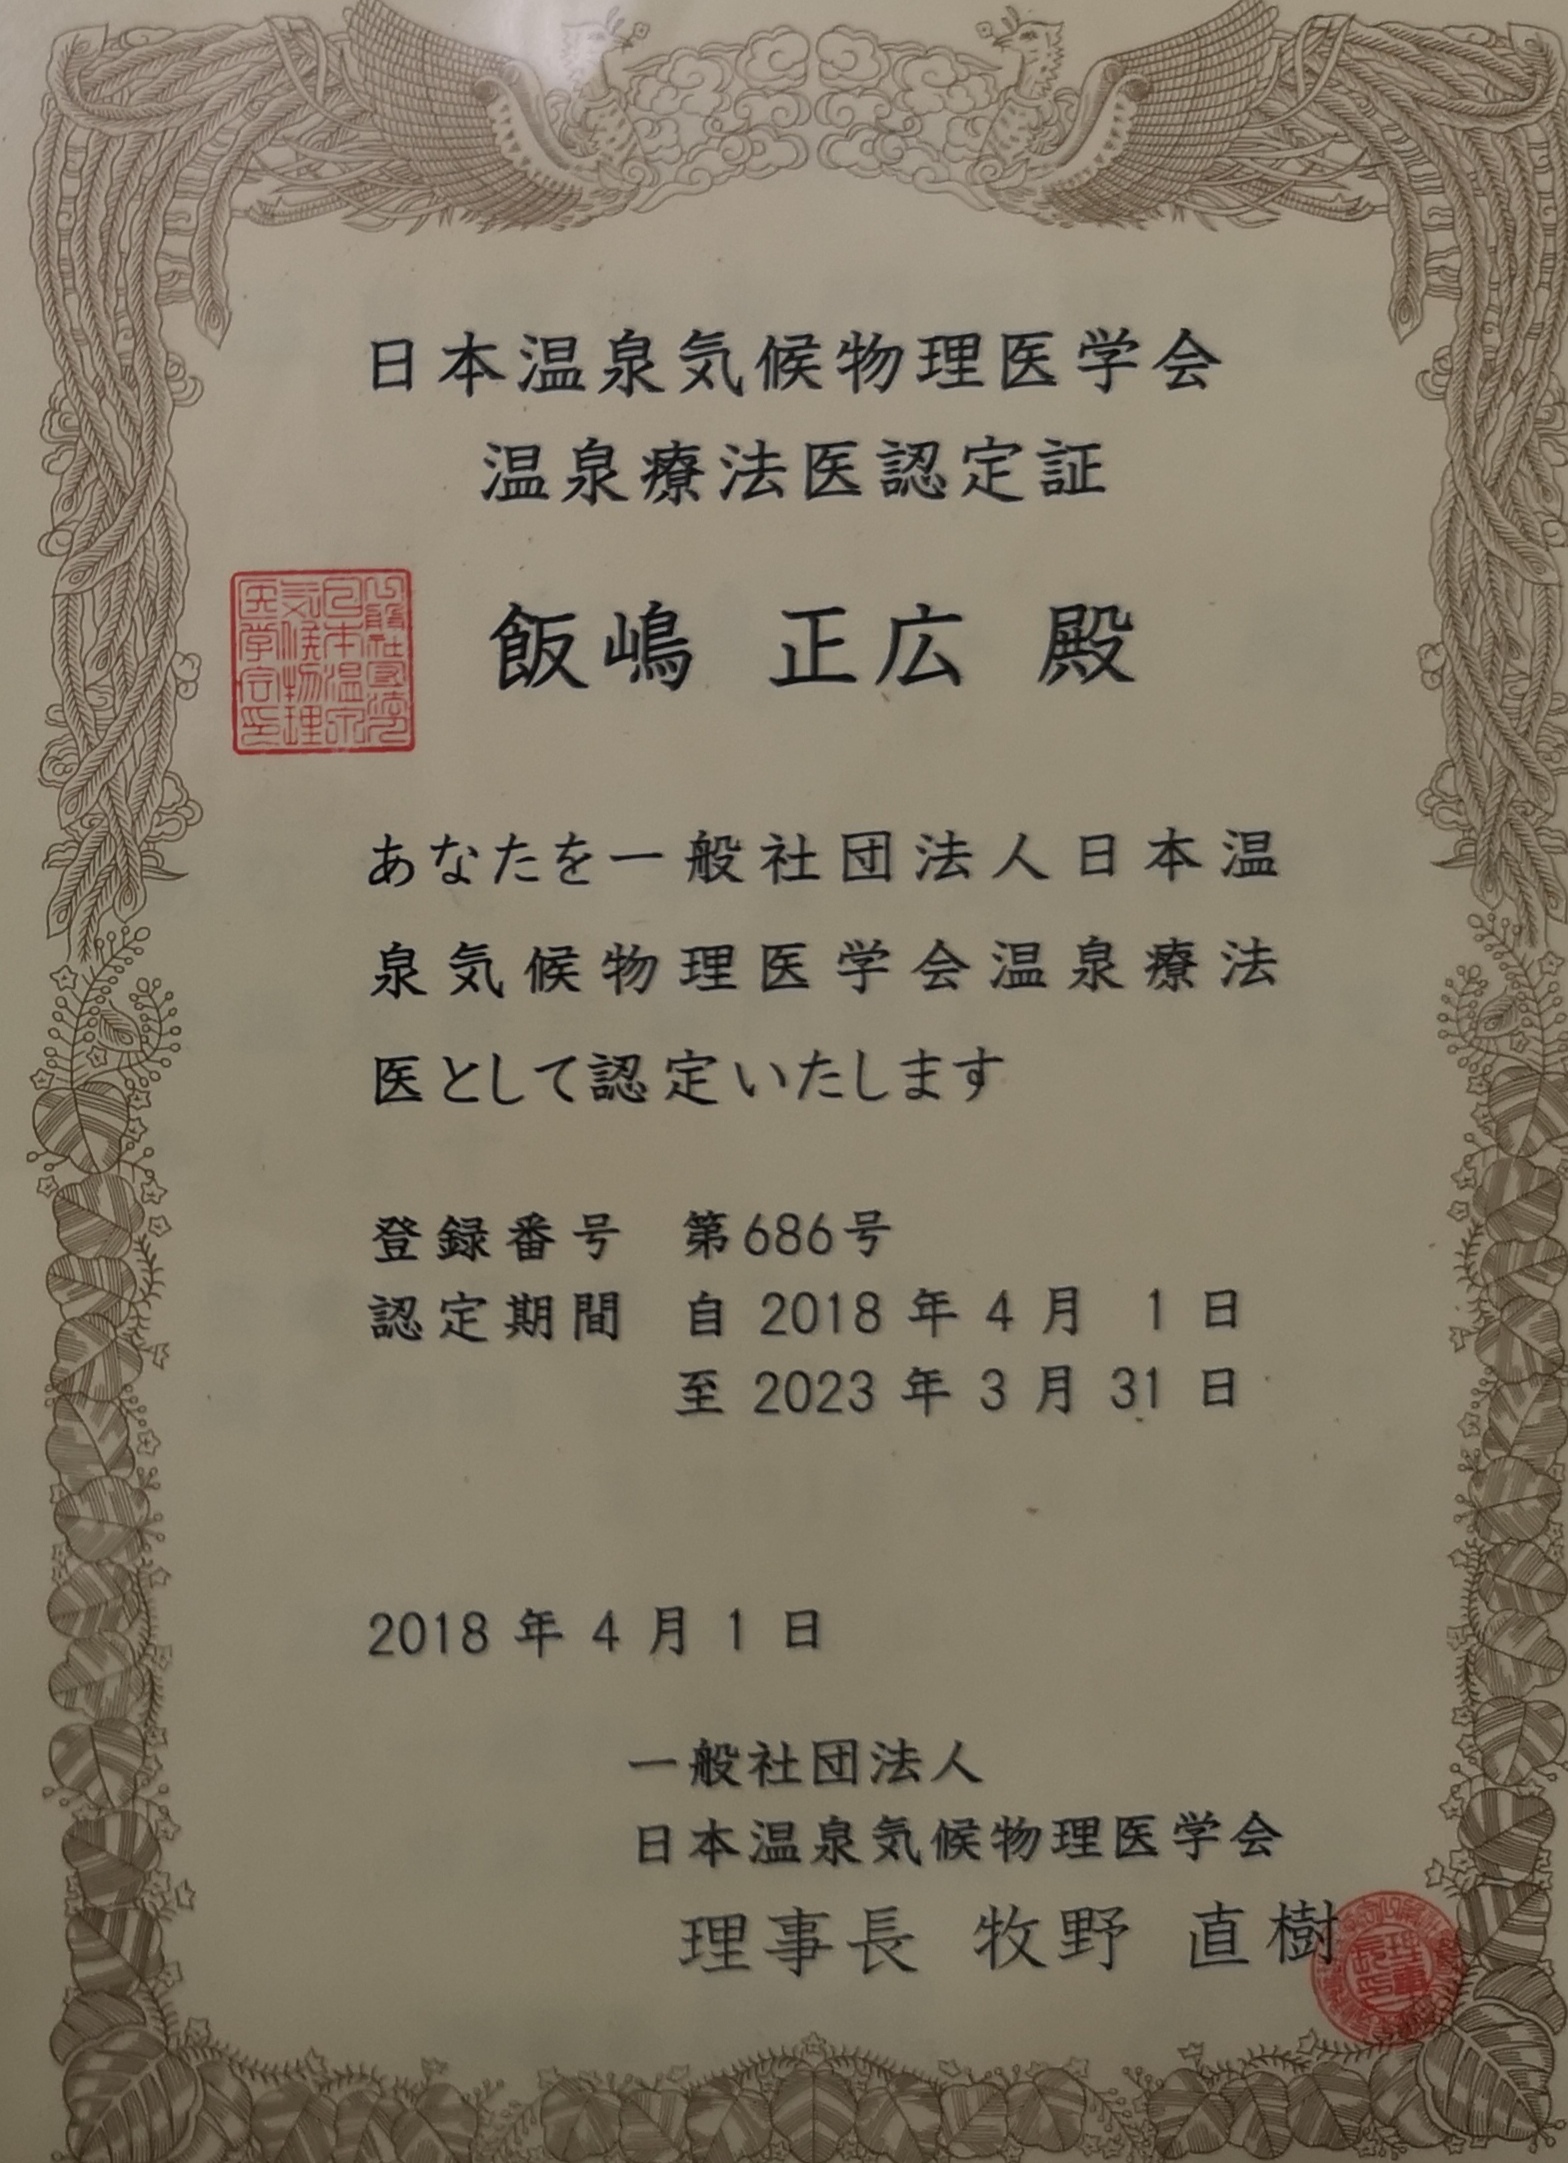 日本温泉気候物理医学会
温泉療法医認定証
飯嶋 正広 殿
あなたを一般社団法人日本温
泉気候物理医学会温泉療法
医として認定いたします
登録番号 第686号
認定期間 自 2018 年 4 月 1 日
至 2023 年 3 月 31 日
2018 年 4 月 1 日
一般社団法人
日本温泉気候物理医学会
理事長 牧野 直樹